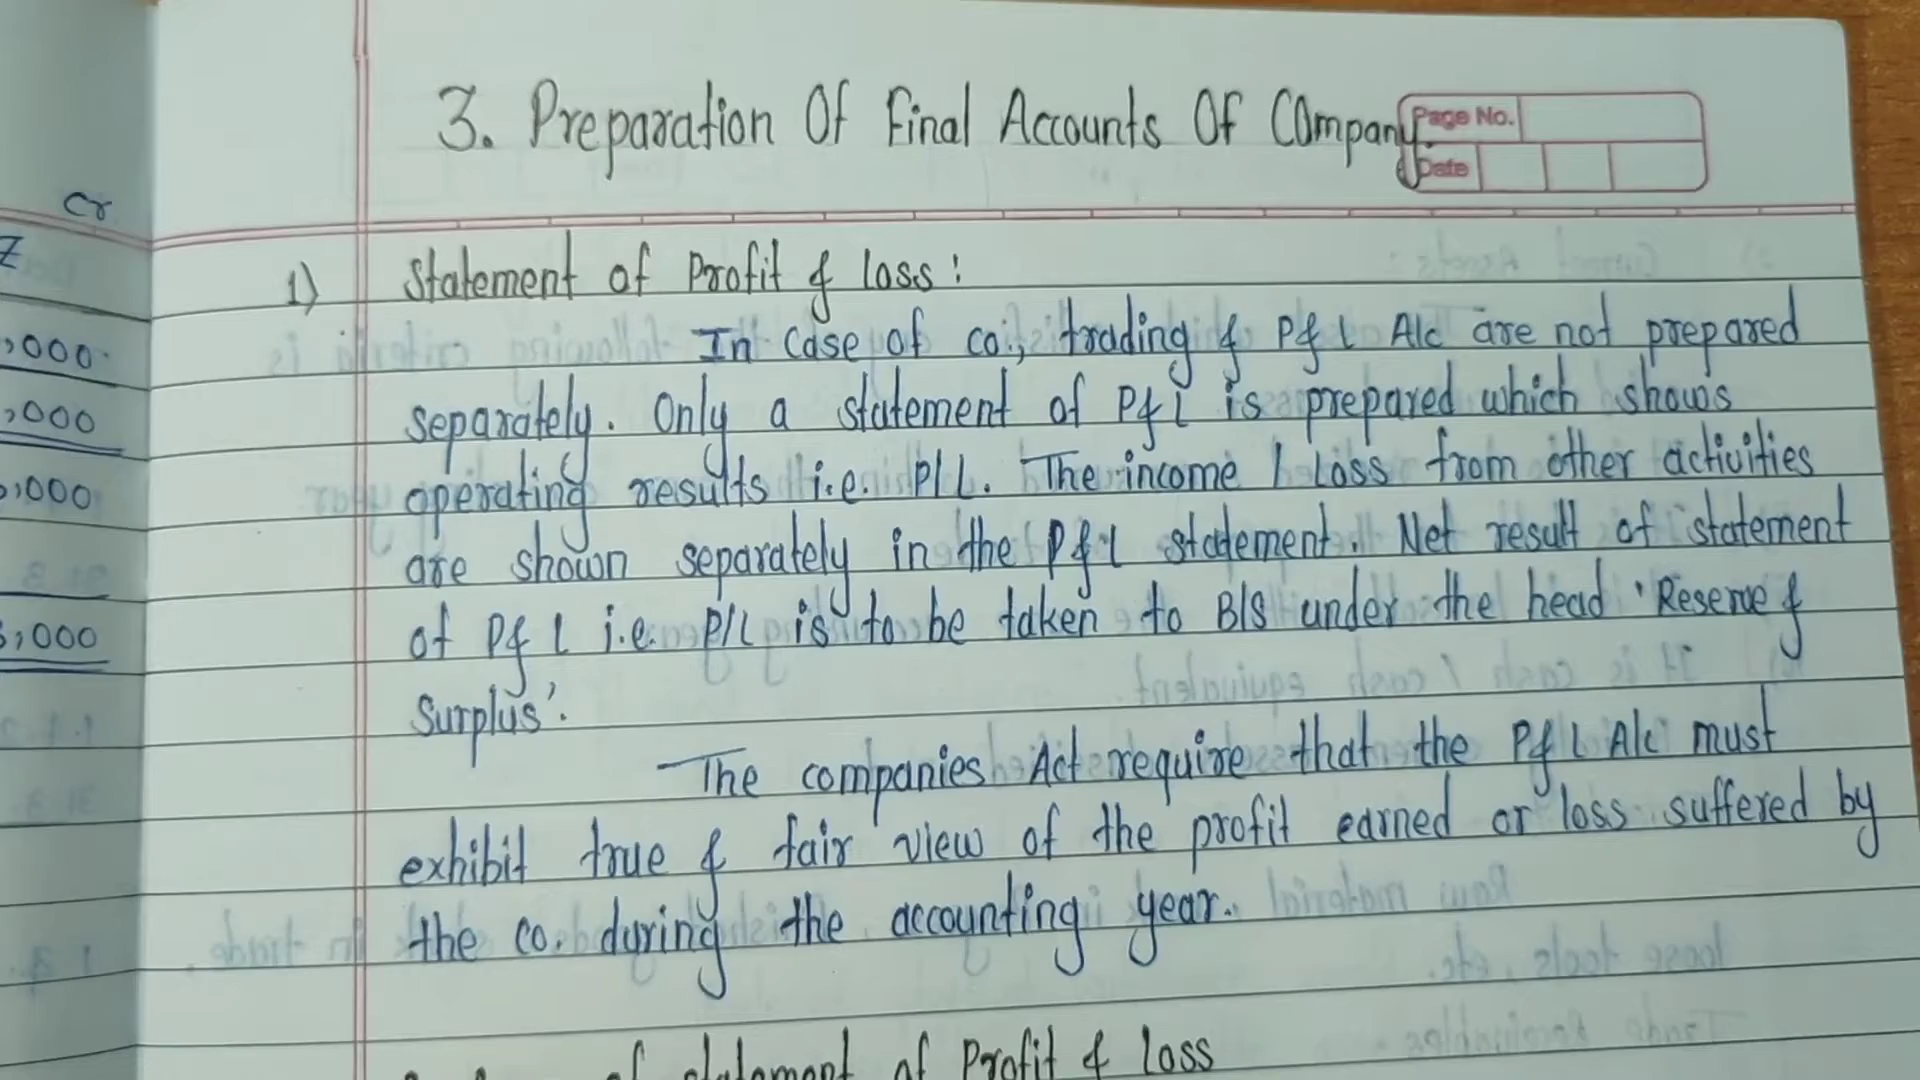 3. Preparation Of Final Accounts Of Company.
Page No.
Date
Cr
,000
,000
,000
,000
1) Statement of Profit & loss:
In case of co., trading & P&L A/c are not prepared
separately. Only a statement of P&L is prepared which shows
operating results i.e. P/L. The income / loss from other activities
are shown separately in the P&L statement. Net result of statement
of P&L i.e. P/L is to be taken to B/S under the head 'Reserve &
Surplus'.
The companies Act require that the P&L A/c must
exhibit true & fair view of the profit earned or loss suffered by
the co. during the accounting year.
of statement of Profit & loss